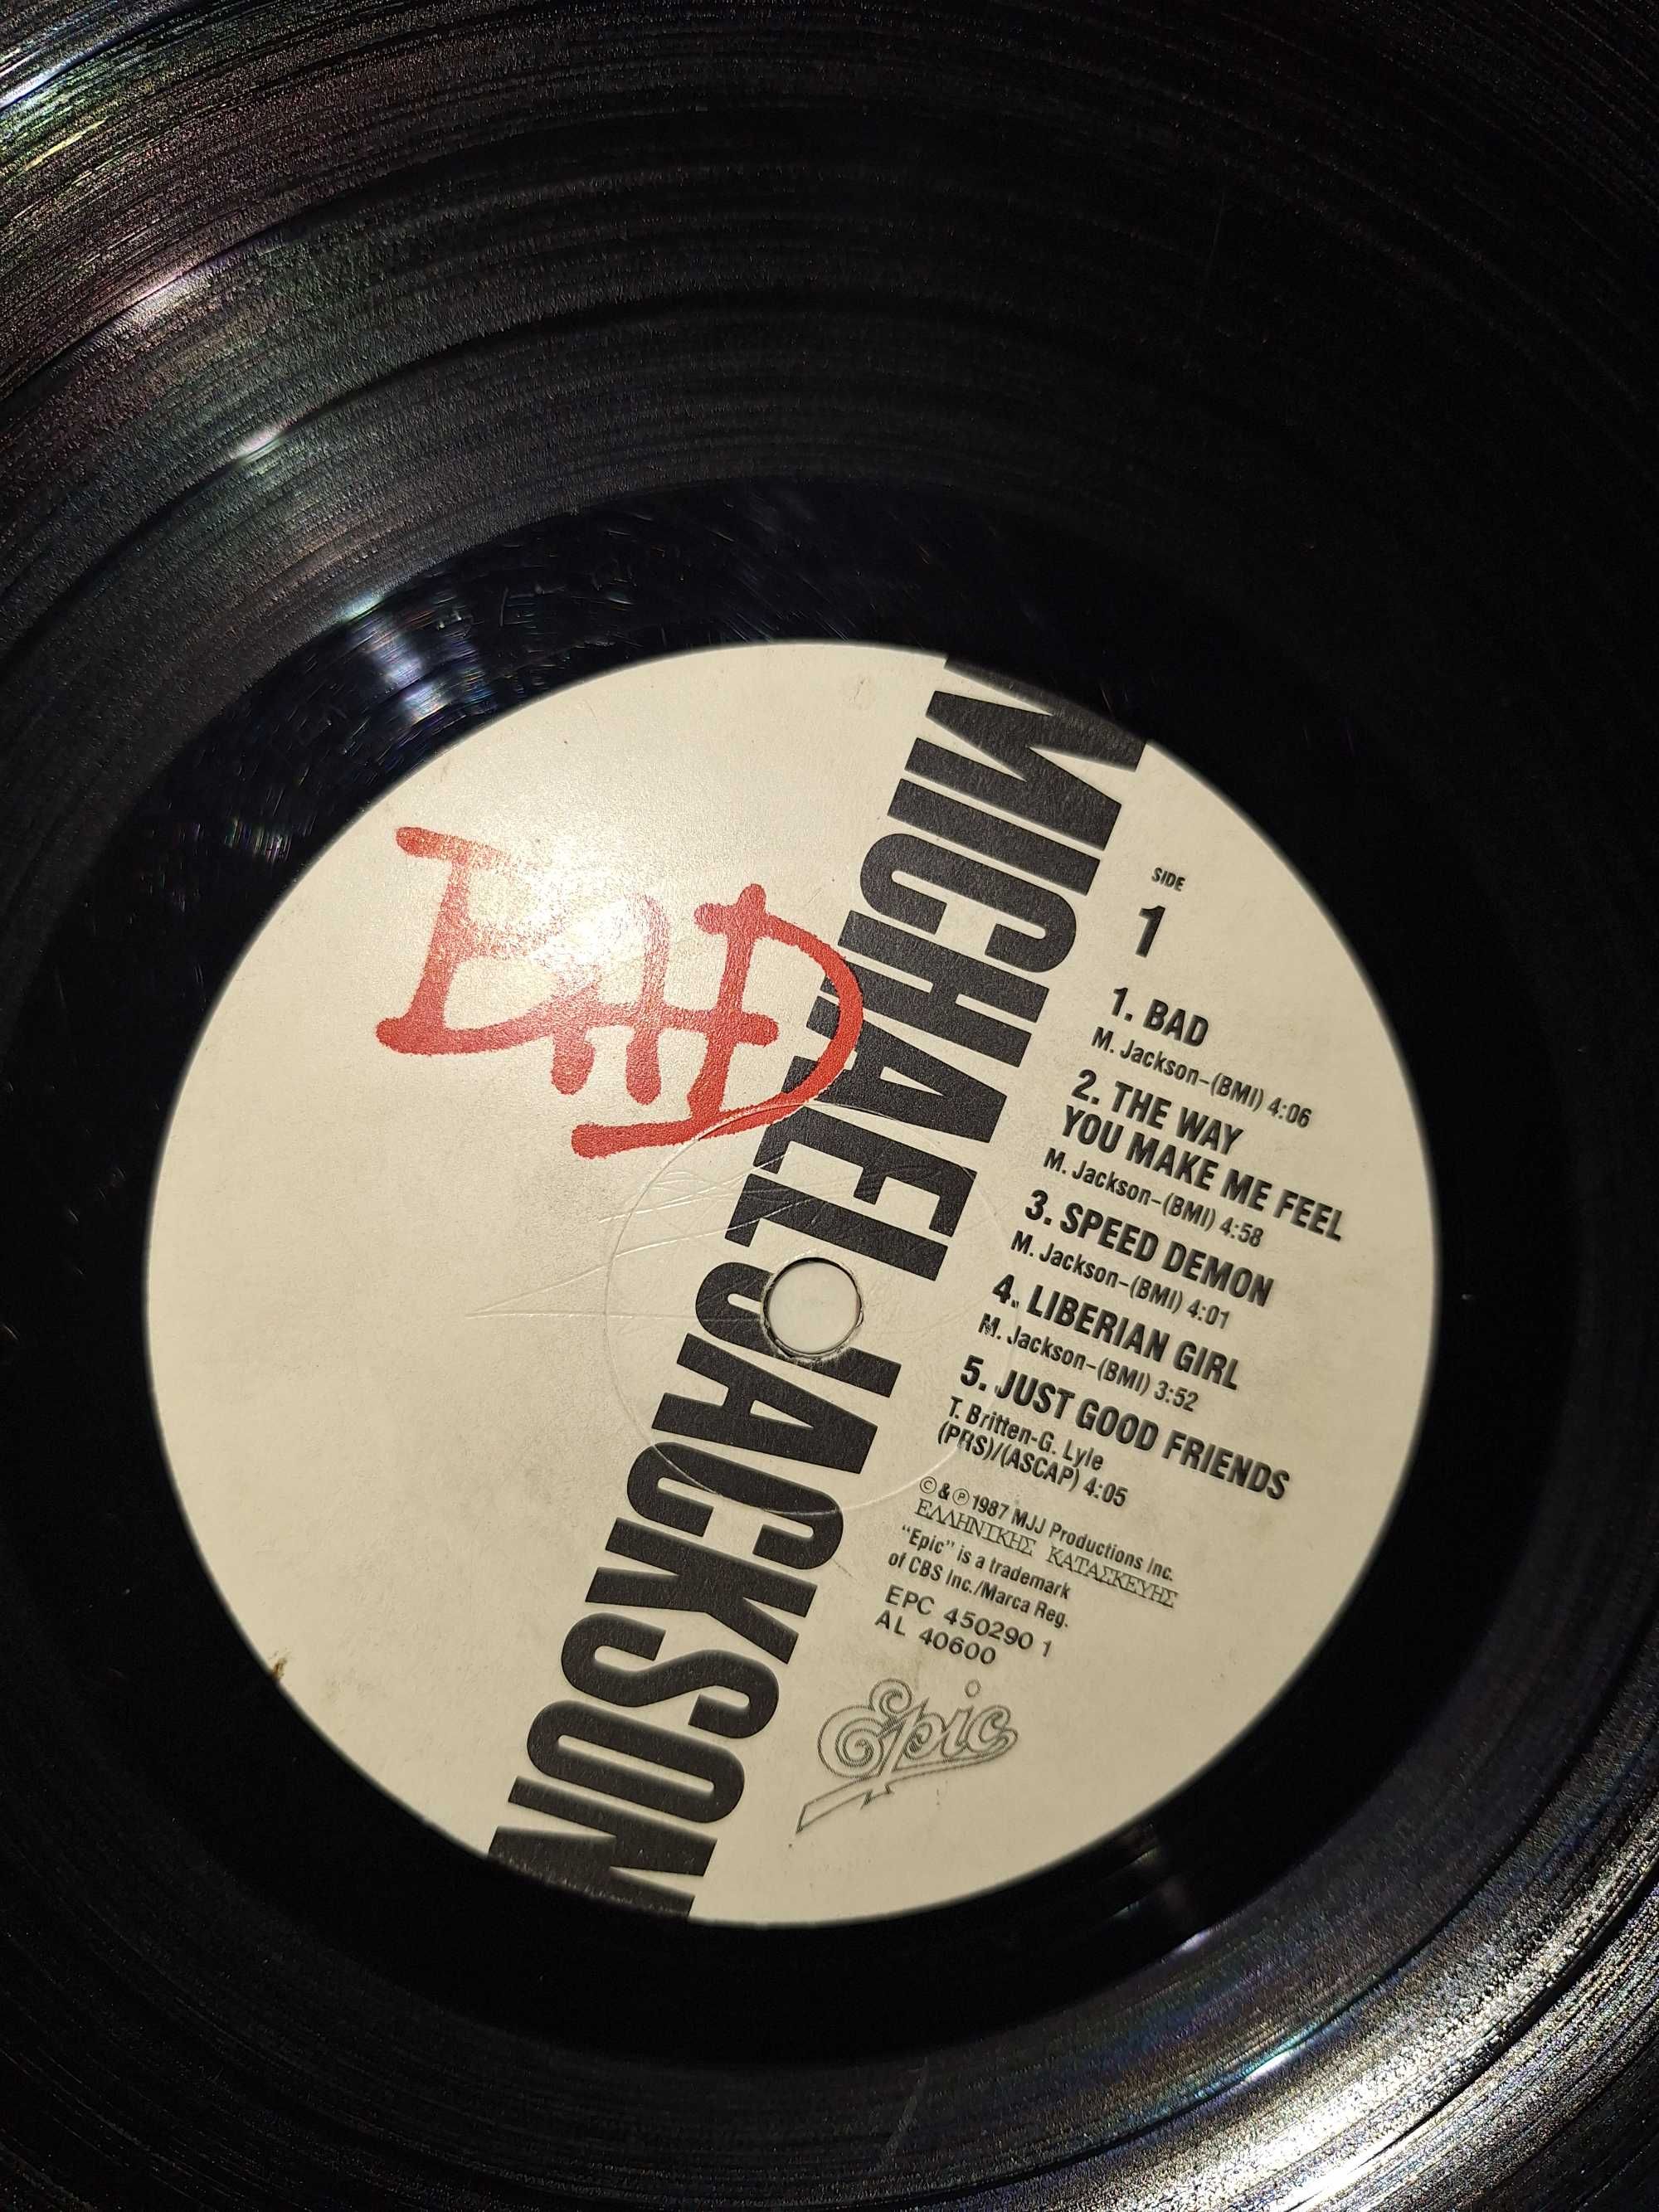 BAD
MICHAEL JACKSON
SIDE
1
1. BAD
M. Jackson–(BMI) 4:06
2. THE WAY
YOU MAKE ME FEEL
M. Jackson–(BMI) 4:58
3. SPEED DEMON
M. Jackson–(BMI) 4:01
4. LIBERIAN GIRL
M. Jackson–(BMI) 3:52
5. JUST GOOD FRIENDS
T. Britten-G. Lyle
(PRS)/(ASCAP) 4:05
© & ℗ 1987 MJJ Productions Inc.
ΕΛΛΗΝΙΚΗΣ ΚΑΤΑΣΚΕΥΗΣ
"Epic" is a trademark
of CBS Inc./Marca Reg.
EPC 450290 1
AL 40600
Epic